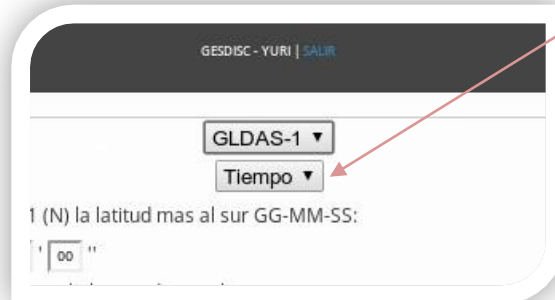 GESDISC - YURI | SALIR
GLDAS-1 ▼
Tiempo ▼
1 (N) la latitud mas al sur GG-MM-SS:
' 00 ''